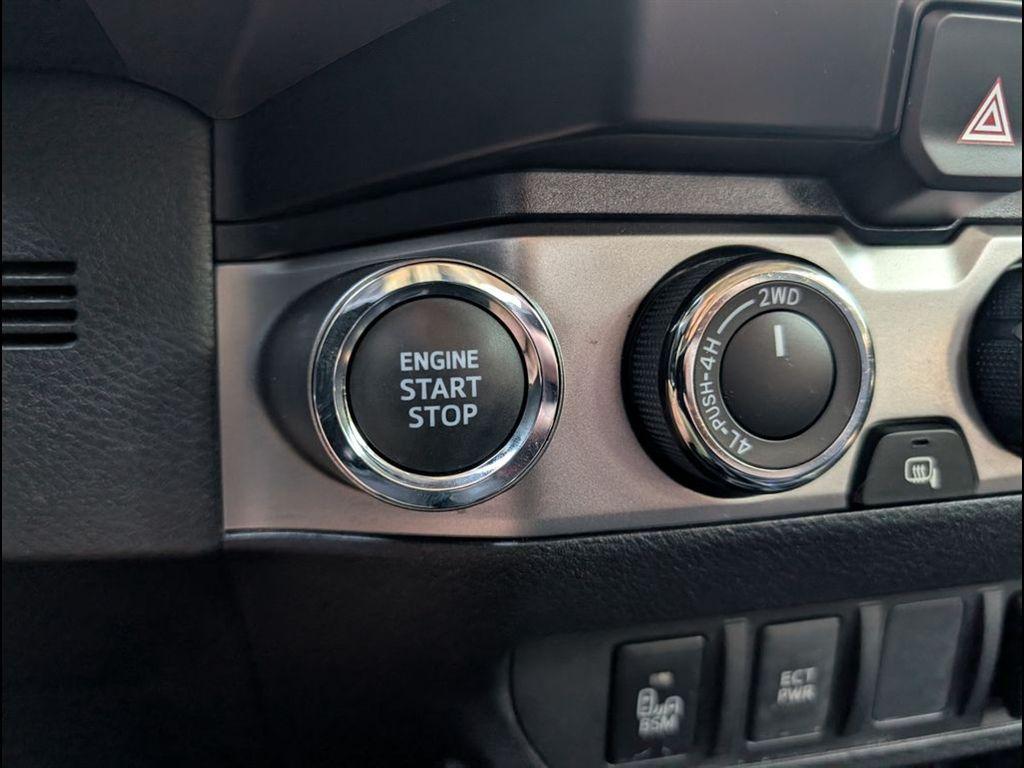 ENGINE
START
STOP
2WD
4L-PUSH-4H
BSM
ECT
PWR